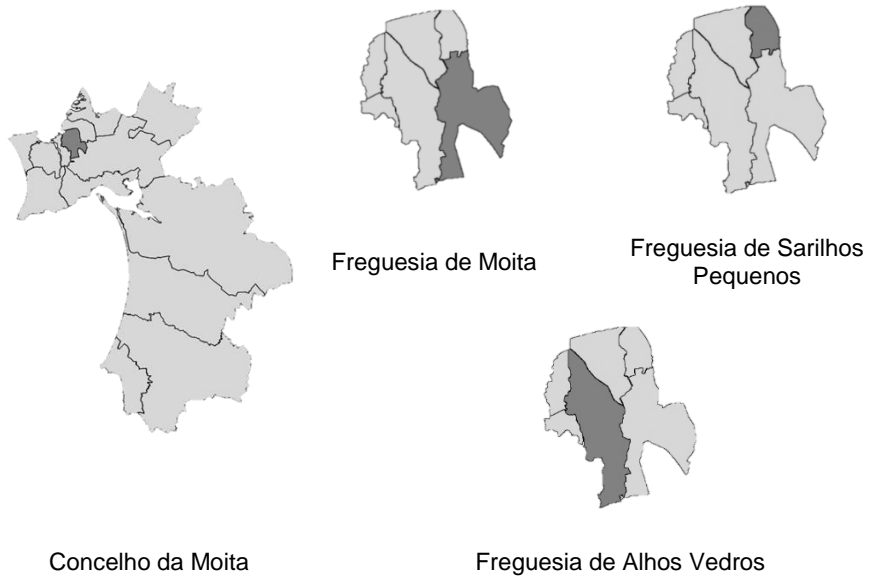 Freguesia de Moita
Freguesia de Sarilhos
Pequenos
Concelho da Moita
Freguesia de Alhos Vedros